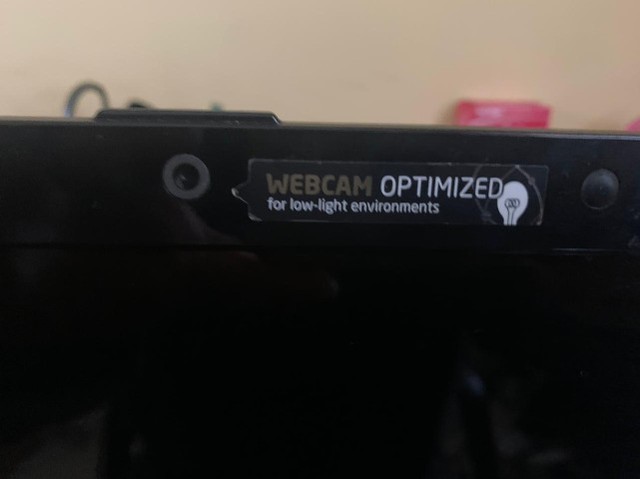 WEBCAM OPTIMIZED
for low-light environments